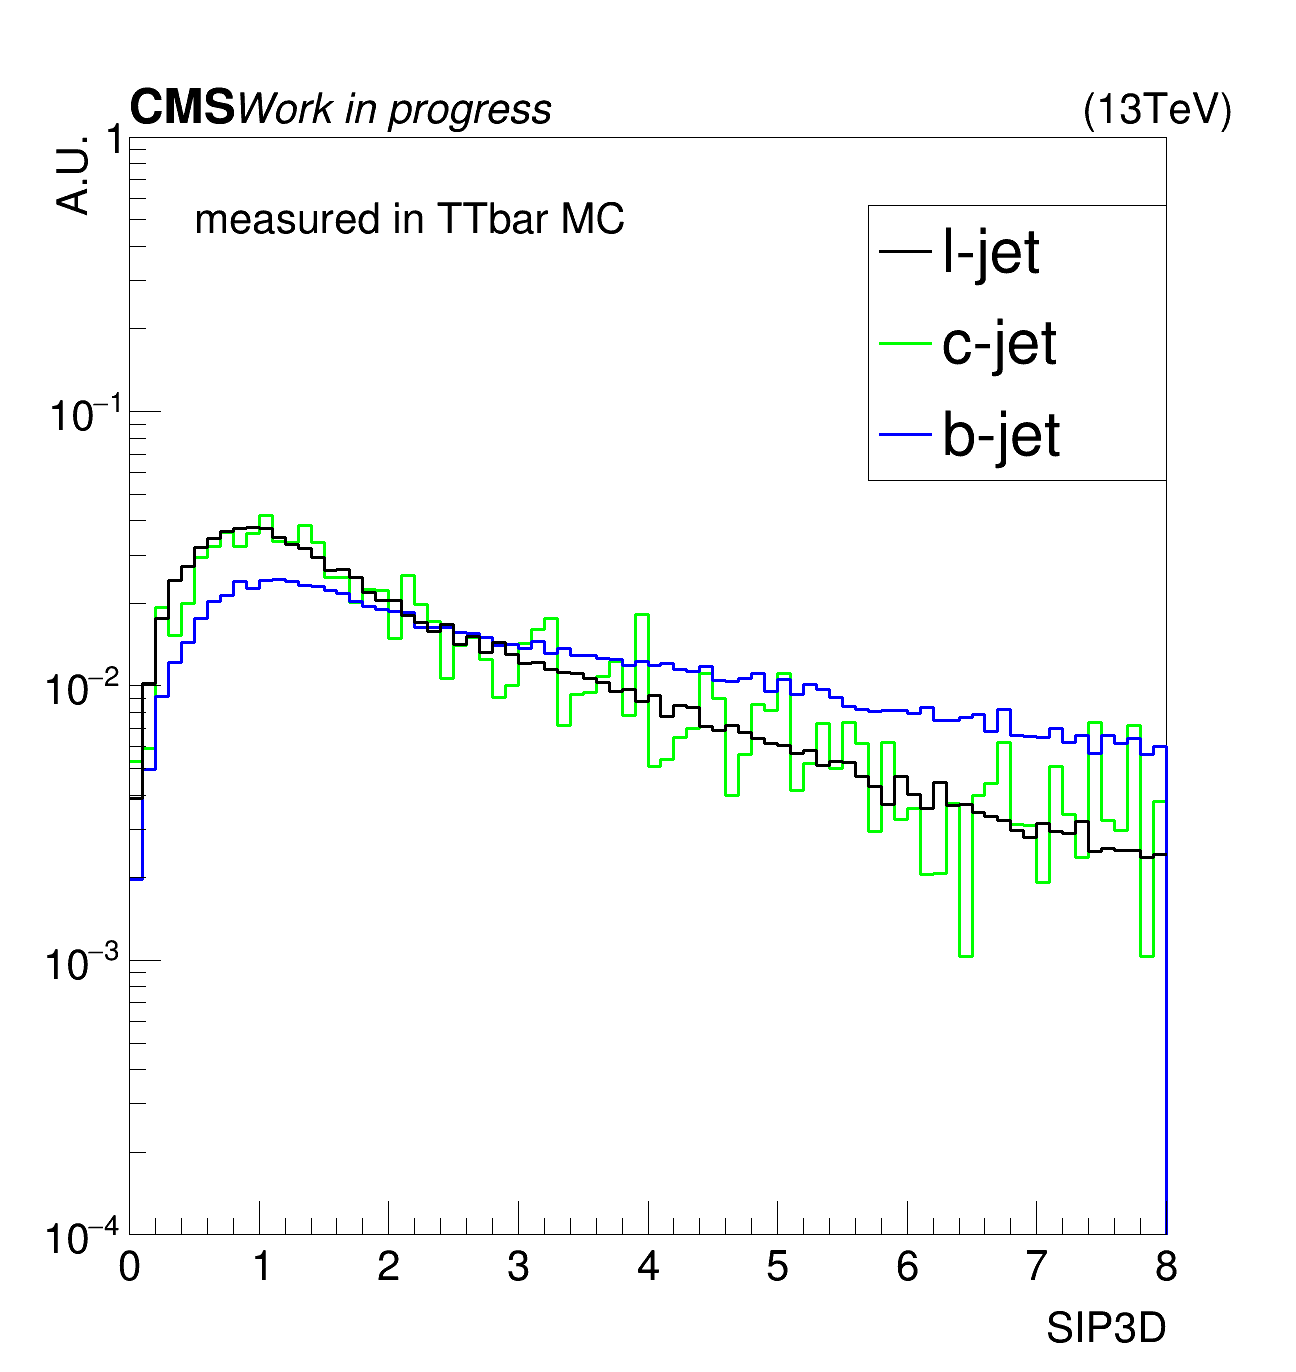 CMS Work in progress (13TeV)
A.U.
measured in TTbar MC
l-jet
c-jet
b-jet
1
10⁻¹
10⁻²
10⁻³
10⁻⁴
0 1 2 3 4 5 6 7 8
SIP3D